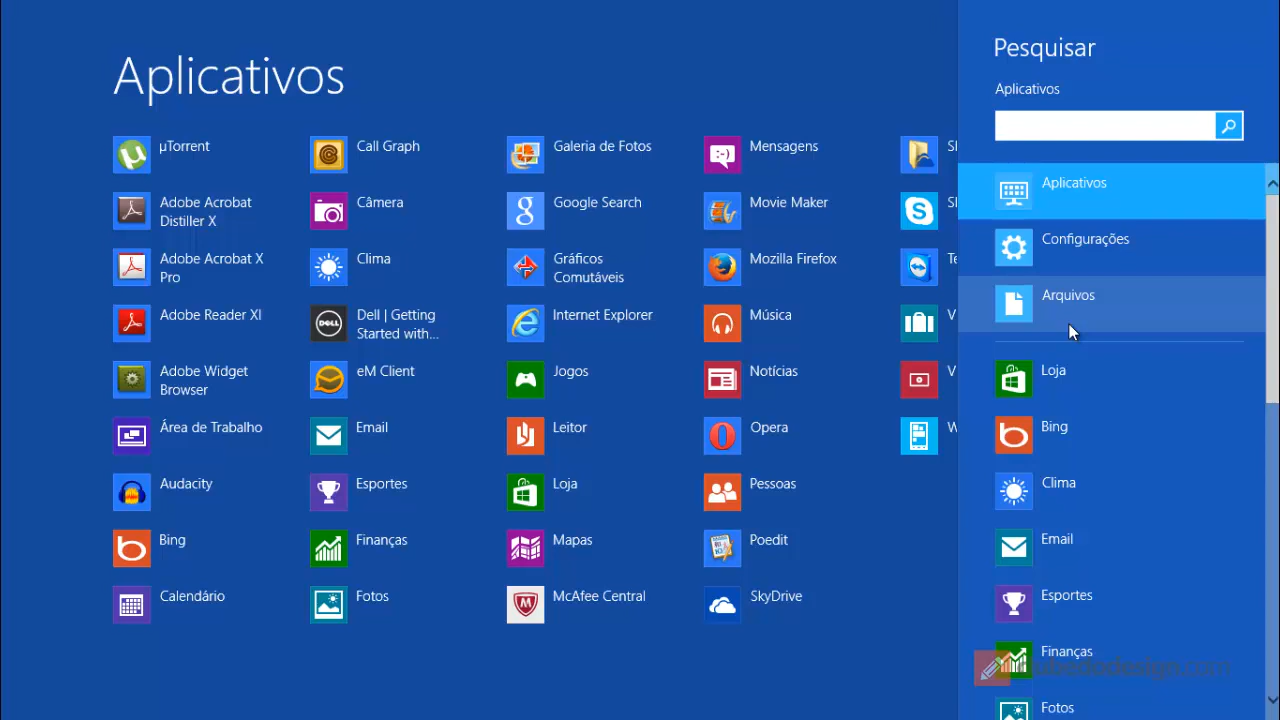 Aplicativos
µTorrent
Adobe Acrobat
Distiller X
Adobe Acrobat X
Pro
Adobe Reader XI
Adobe Widget
Browser
Área de Trabalho
Audacity
Bing
Calendário
Call Graph
Câmera
Clima
Dell | Getting
Started with...
eM Client
Email
Esportes
Finanças
Fotos
Galeria de Fotos
Google Search
Gráficos
Comutáveis
Internet Explorer
Jogos
Leitor
Loja
Mapas
McAfee Central
Mensagens
Movie Maker
Mozilla Firefox
Música
Notícias
Opera
Pessoas
Poedit
SkyDrive
Pesquisar
Aplicativos
Aplicativos
Configurações
Arquivos
Loja
Bing
Clima
Email
Esportes
Finanças
Fotos